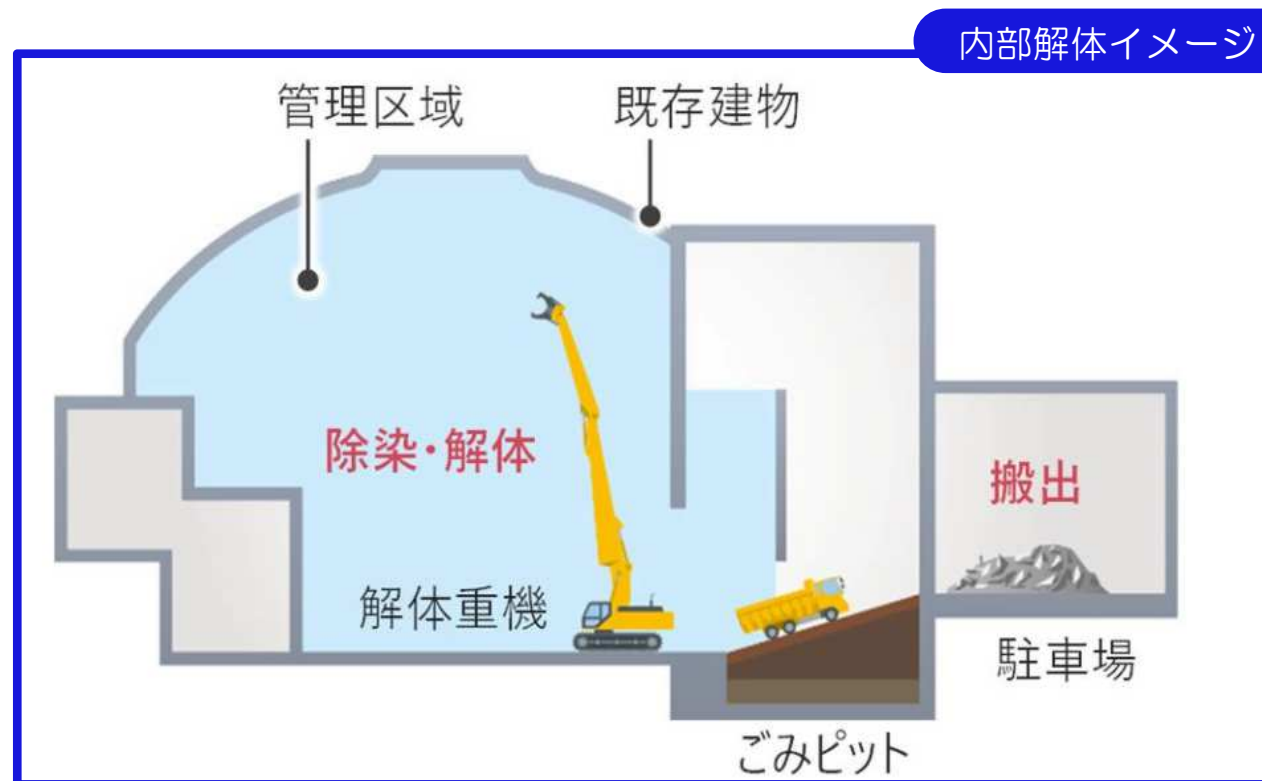 内部解体イメージ
管理区域
既存建物
除染・解体
搬出
解体重機
駐車場
ごみピット